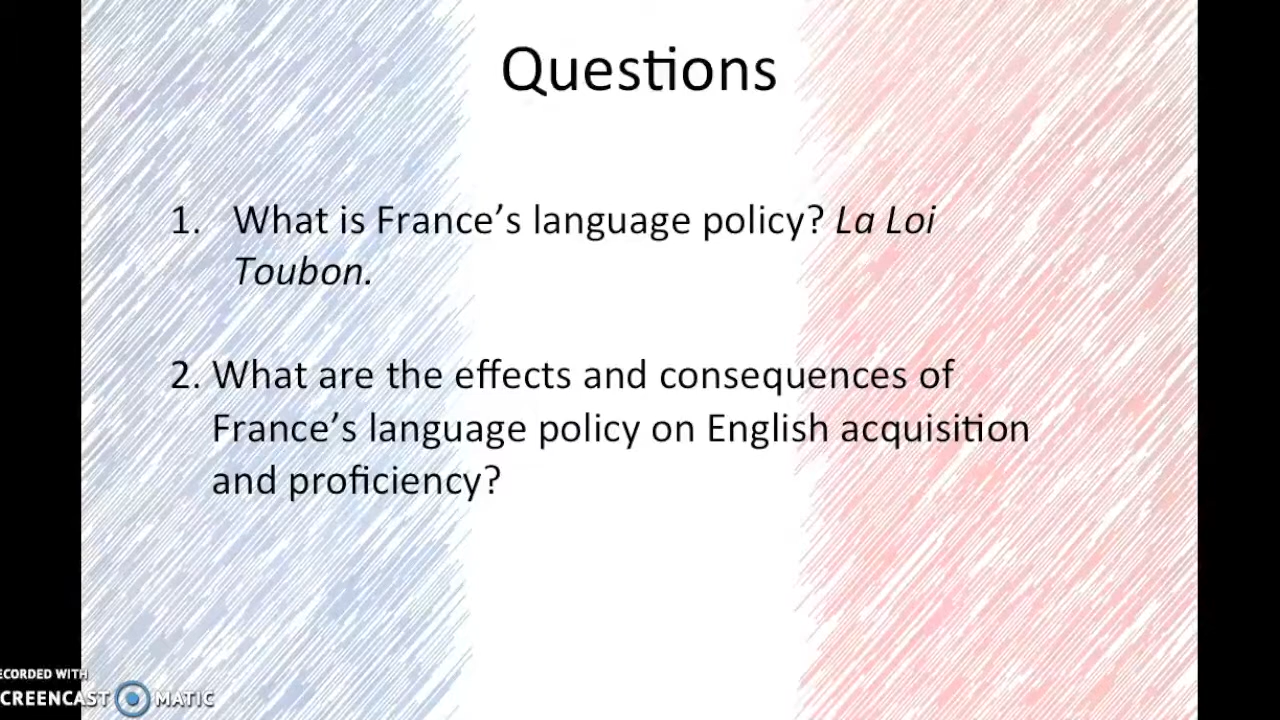 Questions
1. What is France’s language policy? La Loi
Toubon.
2. What are the effects and consequences of
France’s language policy on English acquisition
and proficiency?
ECORDED WITH
CREENCAST MATIC